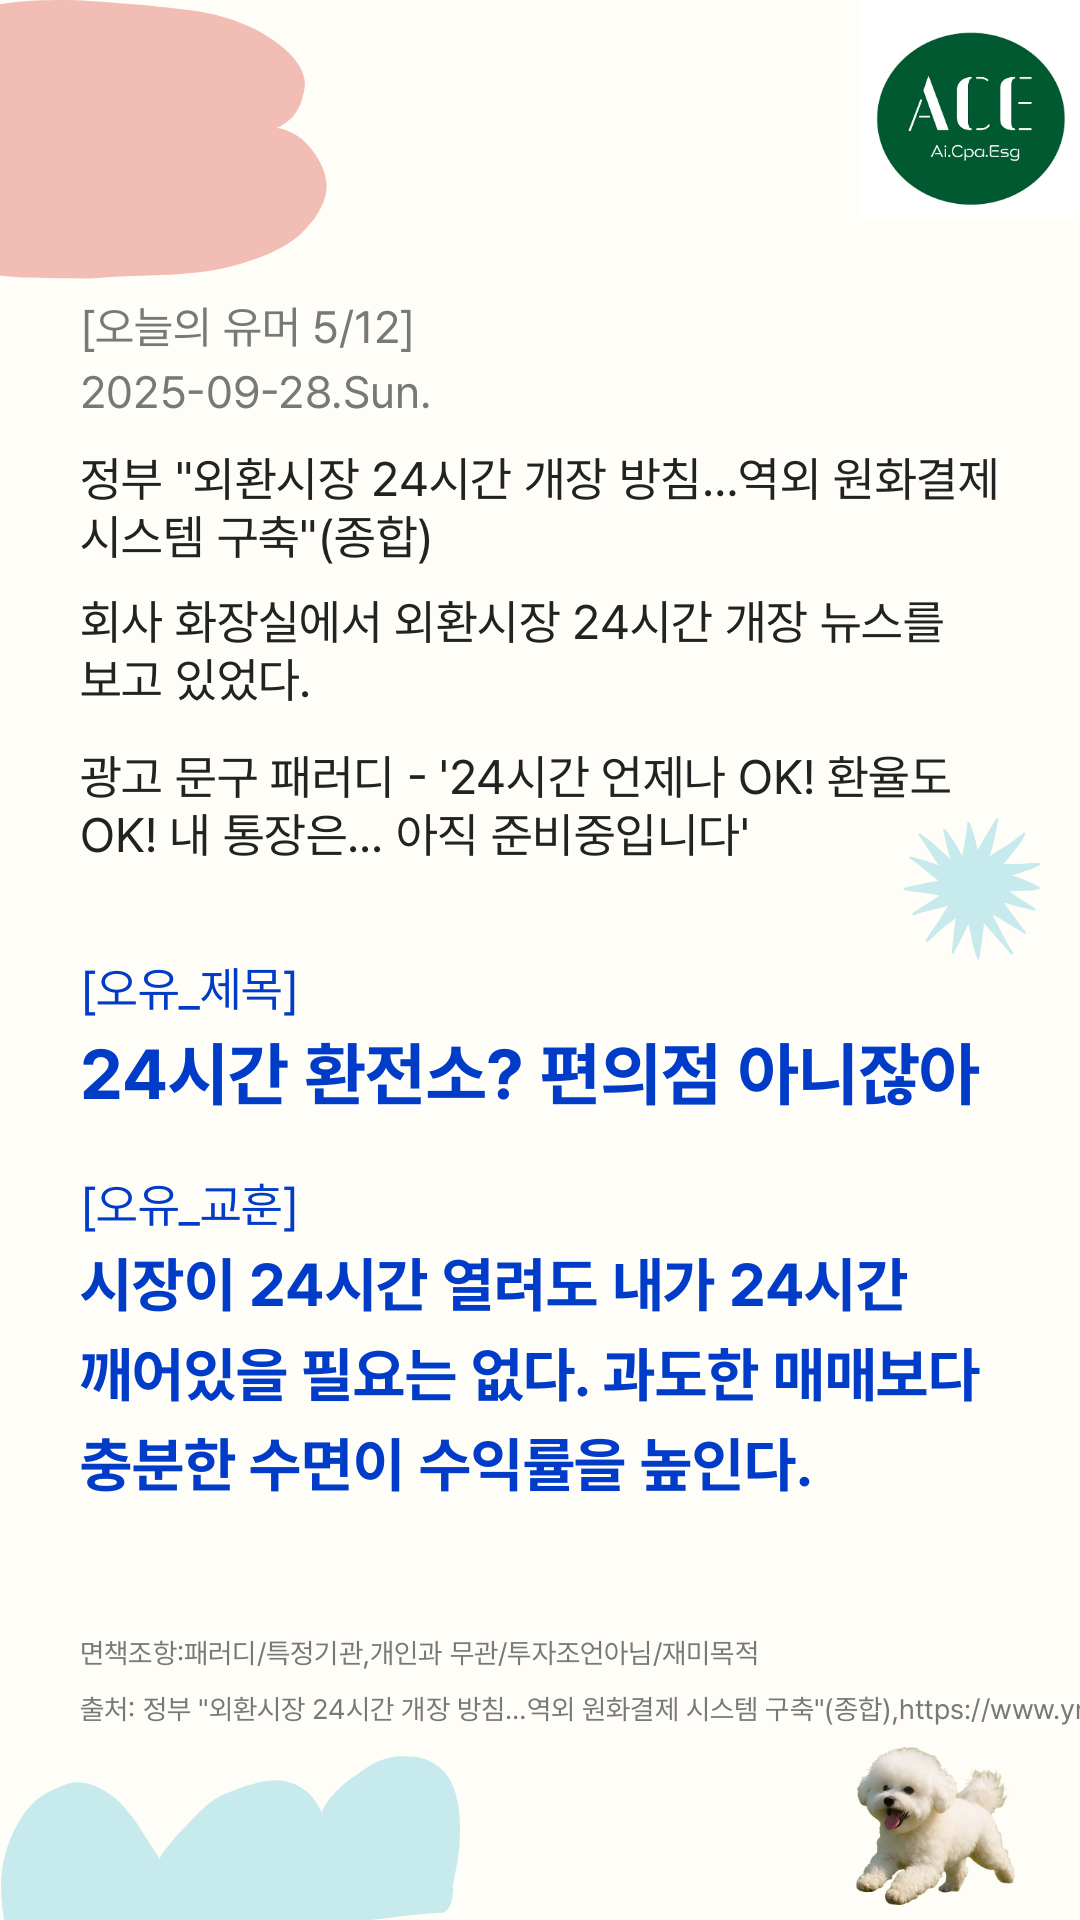 ACE
Ai.Cpa.Esg
[오늘의 유머 5/12]
2025-09-28.Sun.
정부 "외환시장 24시간 개장 방침…역외 원화결제
시스템 구축"(종합)
회사 화장실에서 외환시장 24시간 개장 뉴스를
보고 있었다.
광고 문구 패러디 - '24시간 언제나 OK! 환율도
OK! 내 통장은... 아직 준비중입니다'
[오유_제목]
24시간 환전소? 편의점 아니잖아
[오유_교훈]
시장이 24시간 열려도 내가 24시간
깨어있을 필요는 없다. 과도한 매매보다
충분한 수면이 수익률을 높인다.
면책조항:패러디/특정기관,개인과 무관/투자조언아님/재미목적
출처: 정부 "외환시장 24시간 개장 방침…역외 원화결제 시스템 구축"(종합),https://www.yn